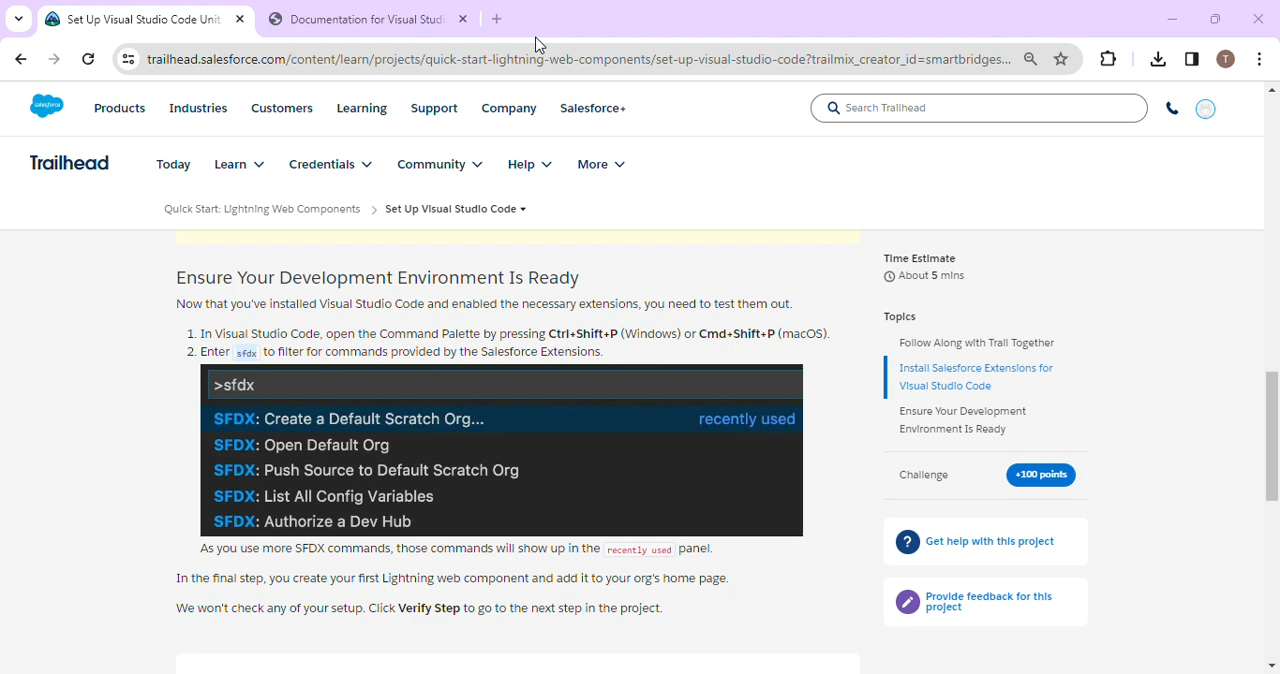 Set Up Visual Studio Code Unit
Documentation for Visual Studi
trailhead.salesforce.com/content/learn/projects/quick-start-lightning-web-components/set-up-visual-studio-code?trailmix_creator_id=smartbridges...
T
salesforce
Products Industries Customers Learning Support Company Salesforce+
Search Trailhead
Trailhead
Today Learn Credentials Community Help More
Quick Start: Lightning Web Components > Set Up Visual Studio Code
Ensure Your Development Environment Is Ready
Now that you've installed Visual Studio Code and enabled the necessary extensions, you need to test them out.
1. In Visual Studio Code, open the Command Palette by pressing Ctrl+Shift+P (Windows) or Cmd+Shift+P (macOS).
2. Enter sfdx to filter for commands provided by the Salesforce Extensions.
>sfdx
SFDX: Create a Default Scratch Org... recently used
SFDX: Open Default Org
SFDX: Push Source to Default Scratch Org
SFDX: List All Config Variables
SFDX: Authorize a Dev Hub
As you use more SFDX commands, those commands will show up in the recently used panel.
In the final step, you create your first Lightning web component and add it to your org's home page.
We won't check any of your setup. Click Verify Step to go to the next step in the project.
Time Estimate
About 5 mins
Topics
Follow Along with Trail Together
Install Salesforce Extensions for
Visual Studio Code
Ensure Your Development
Environment Is Ready
Challenge +100 points
? Get help with this project
Provide feedback for this
project